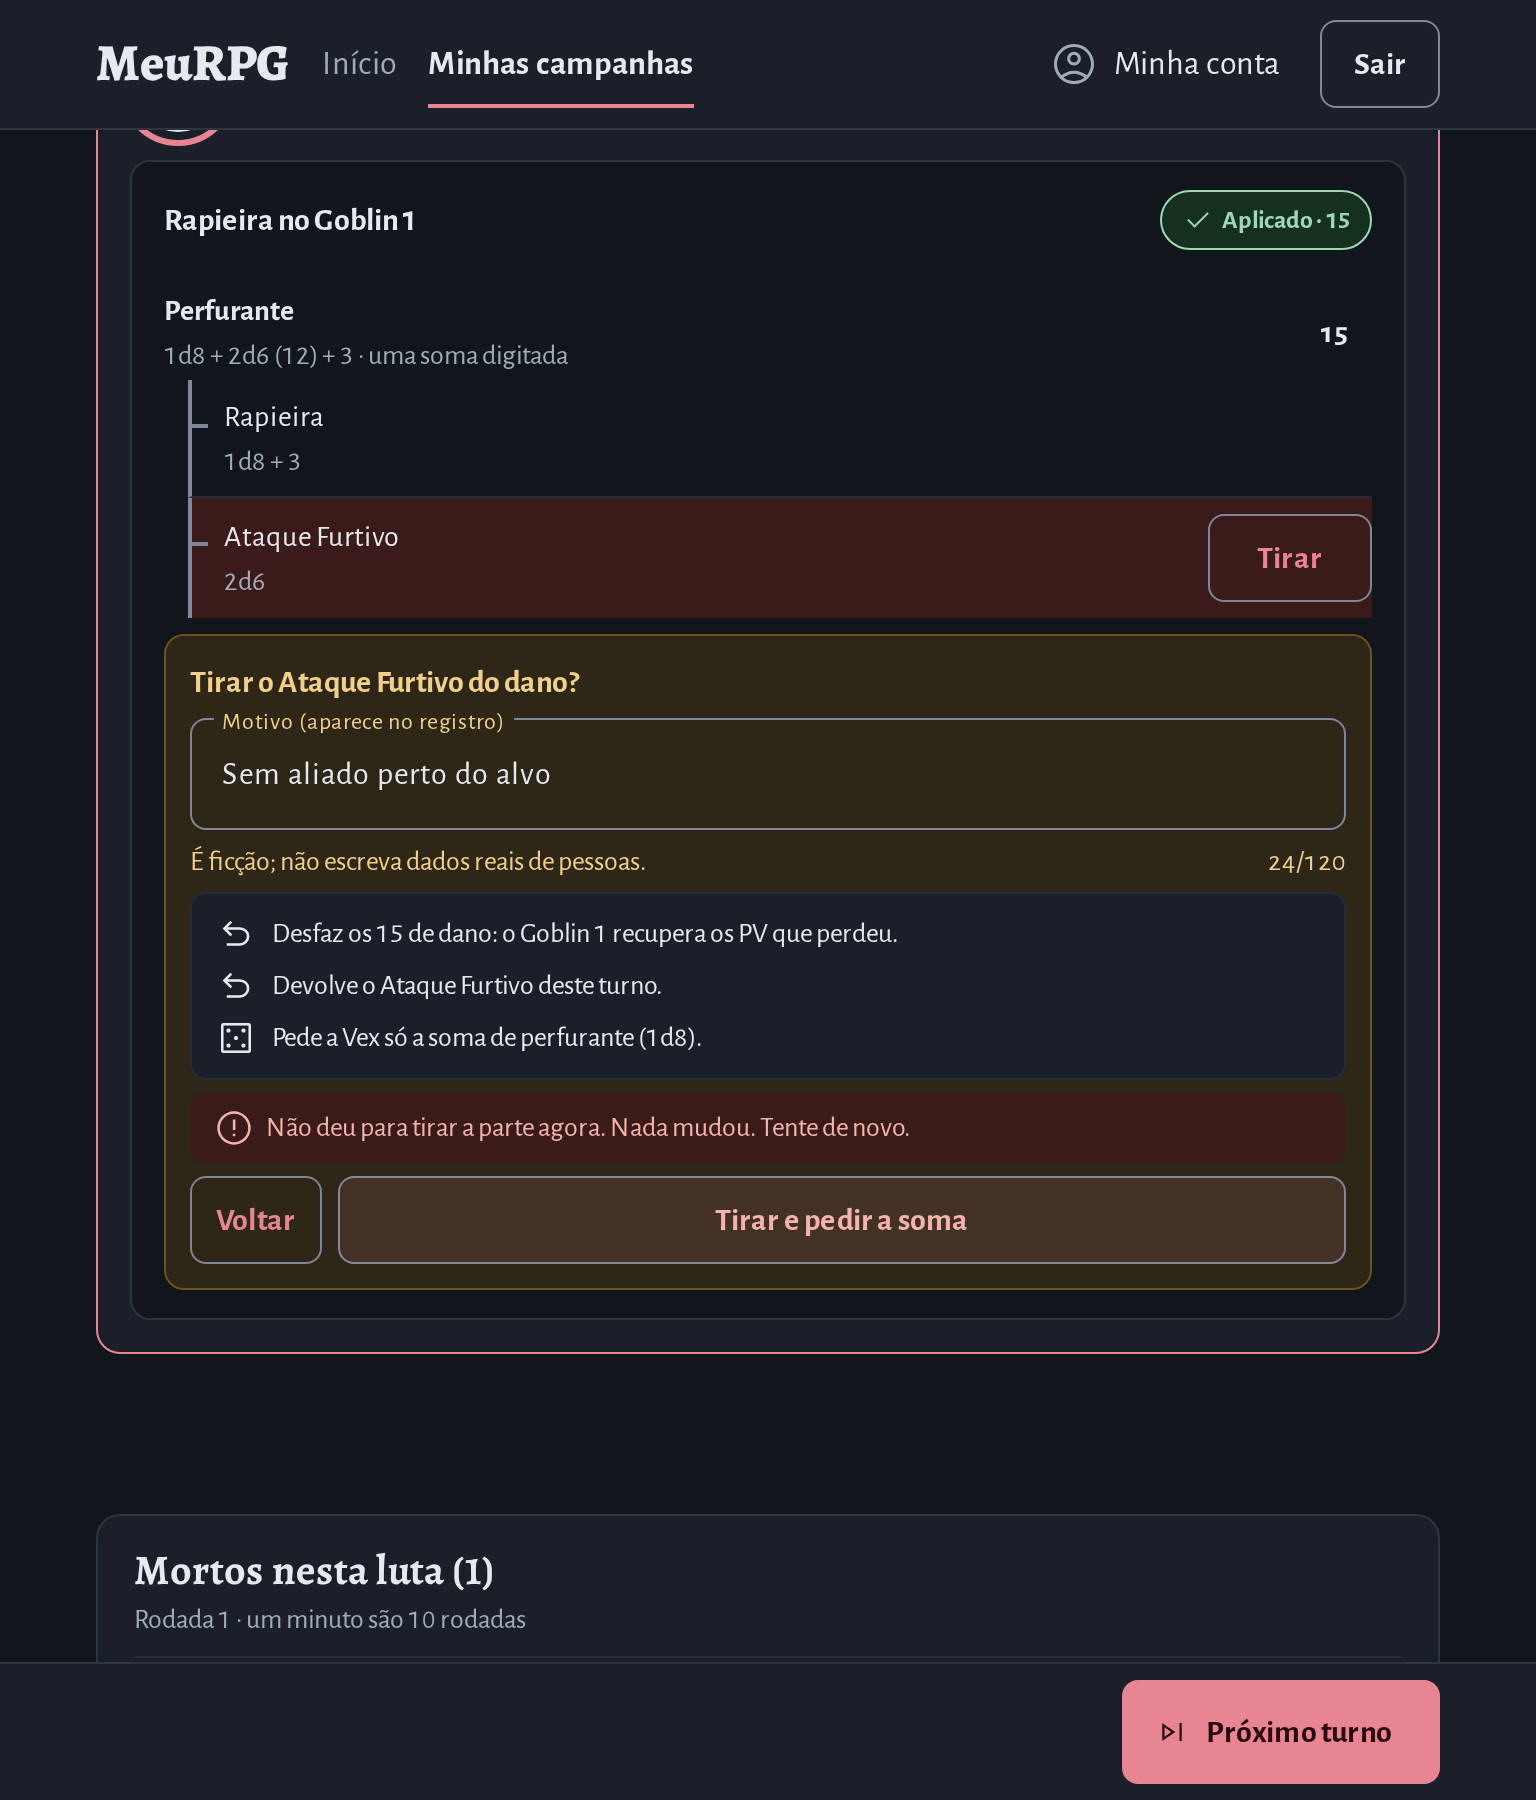 MeuRPG Início Minhas campanhas Minha conta Sair
Rapieira no Goblin 1 Aplicado · 15
Perfurante
15
1d8 + 2d6 (12) + 3 · uma soma digitada
Rapieira
1d8 + 3
Ataque Furtivo
Tirar
2d6
Tirar o Ataque Furtivo do dano?
Motivo (aparece no registro)
Sem aliado perto do alvo
É ficção; não escreva dados reais de pessoas. 24/120
Desfaz os 15 de dano: o Goblin 1 recupera os PV que perdeu.
Devolve o Ataque Furtivo deste turno.
Pede a Vex só a soma de perfurante (1d8).
Não deu para tirar a parte agora. Nada mudou. Tente de novo.
Voltar Tirar e pedir a soma
Mortos nesta luta (1)
Rodada 1 · um minuto são 10 rodadas
Próximo turno